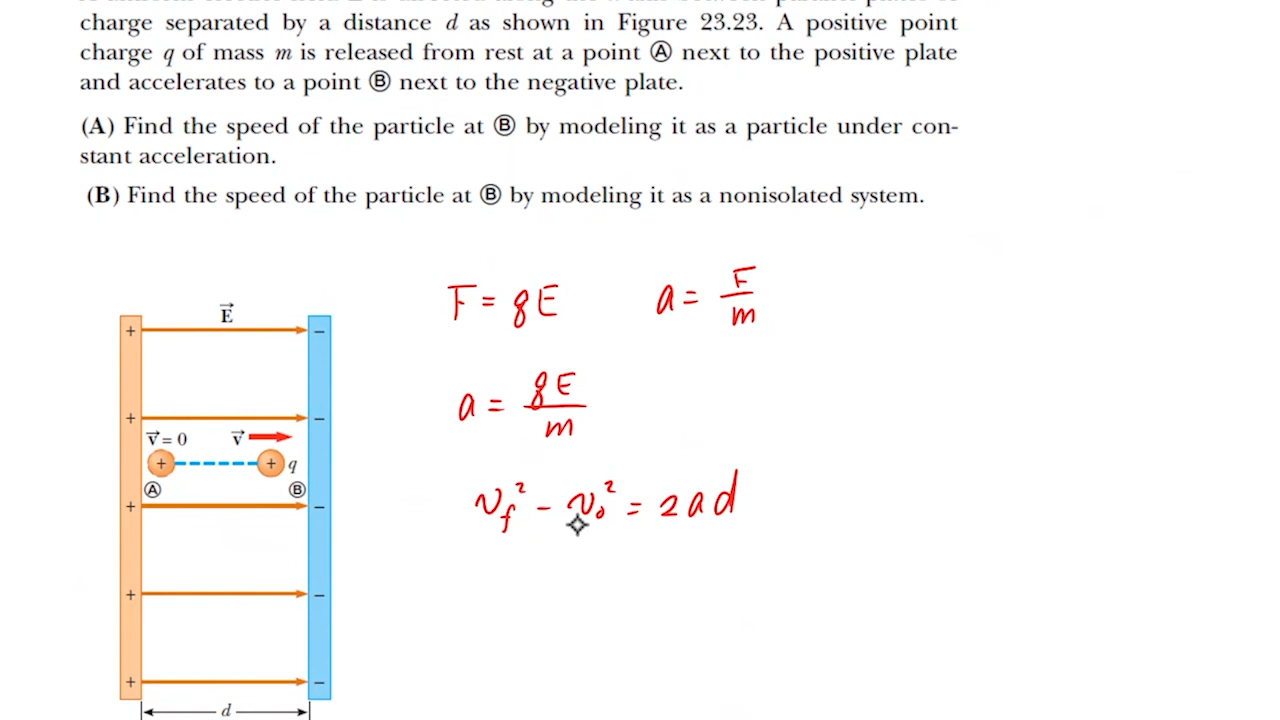 charge separated by a distance d as shown in Figure 23.23. A positive point
charge q of mass m is released from rest at a point Ⓐ next to the positive plate
and accelerates to a point Ⓑ next to the negative plate.
(A) Find the speed of the particle at Ⓑ by modeling it as a particle under con-
stant acceleration.
(B) Find the speed of the particle at Ⓑ by modeling it as a nonisolated system.
F = qE a = F/m
a = qE/m
v_f² - v_0² = 2ad
E⃗
+ −
+ −
v⃗ = 0 v⃗
+ + q
Ⓐ Ⓑ
+ −
+ −
+ −
d